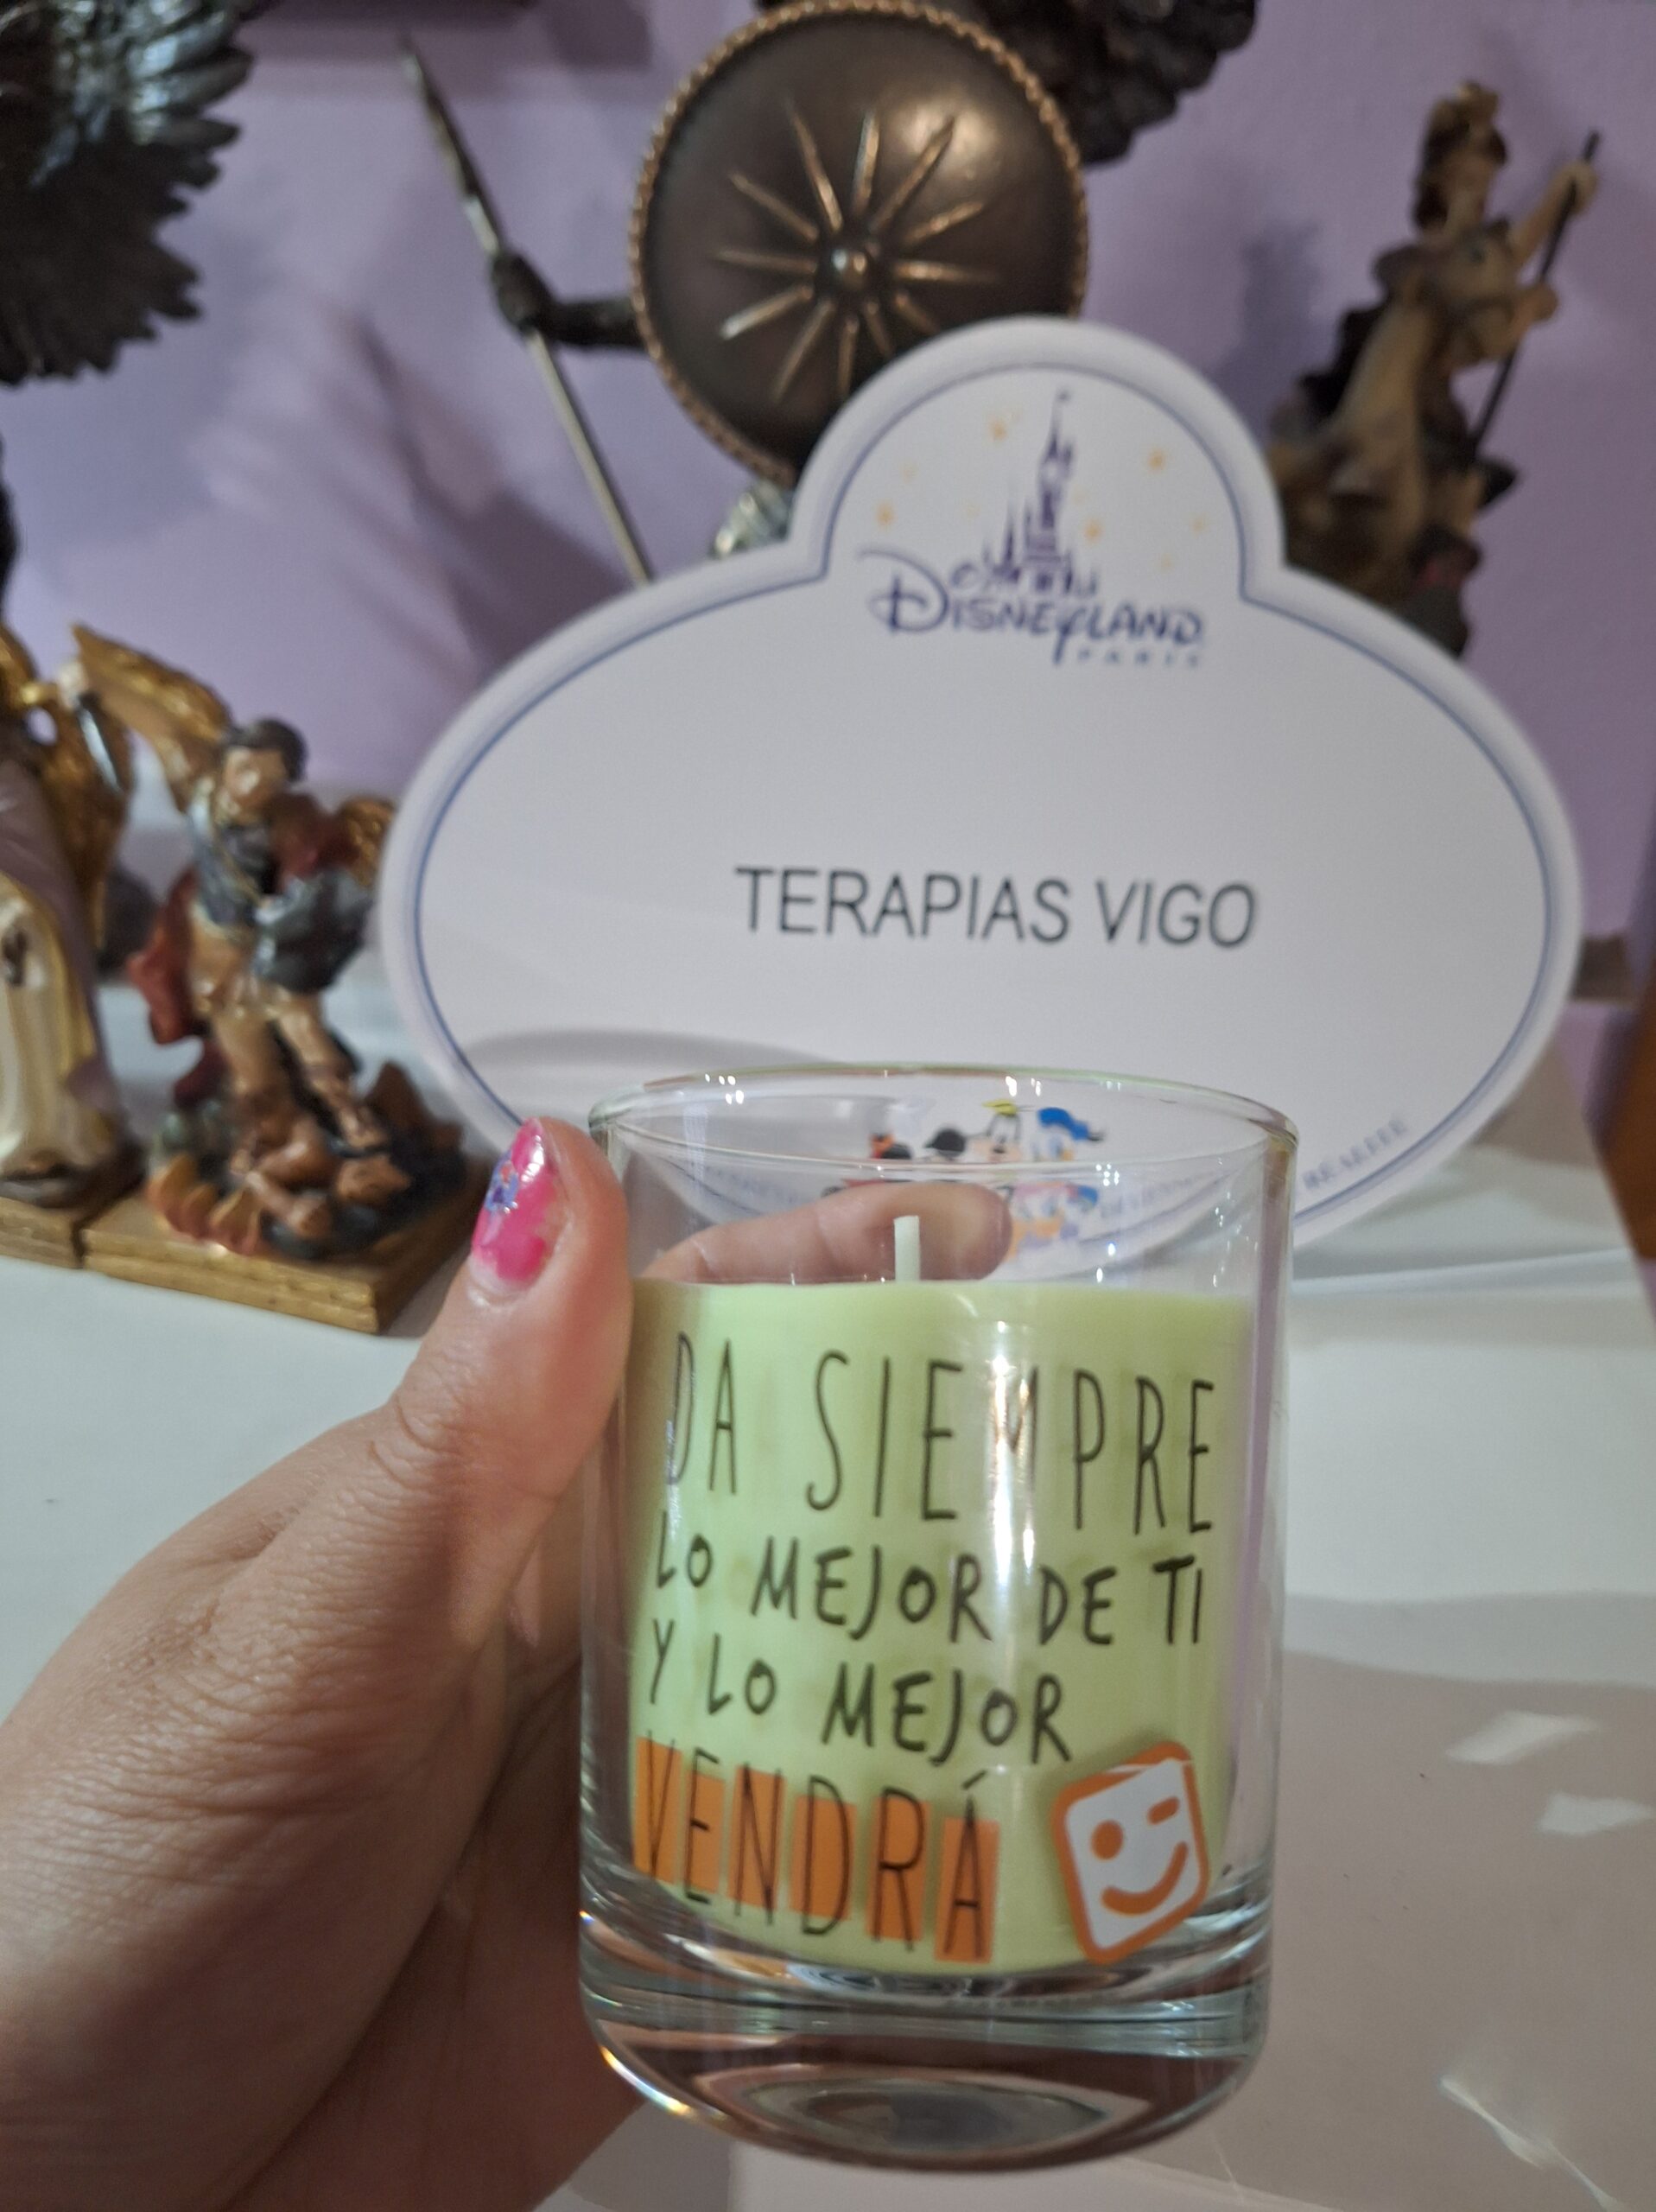 DISNEYLAND
PARIS
TERAPIAS VIGO
DA SIEMPRE
LO MEJOR DE TI
Y LO MEJOR
VENDRÁ